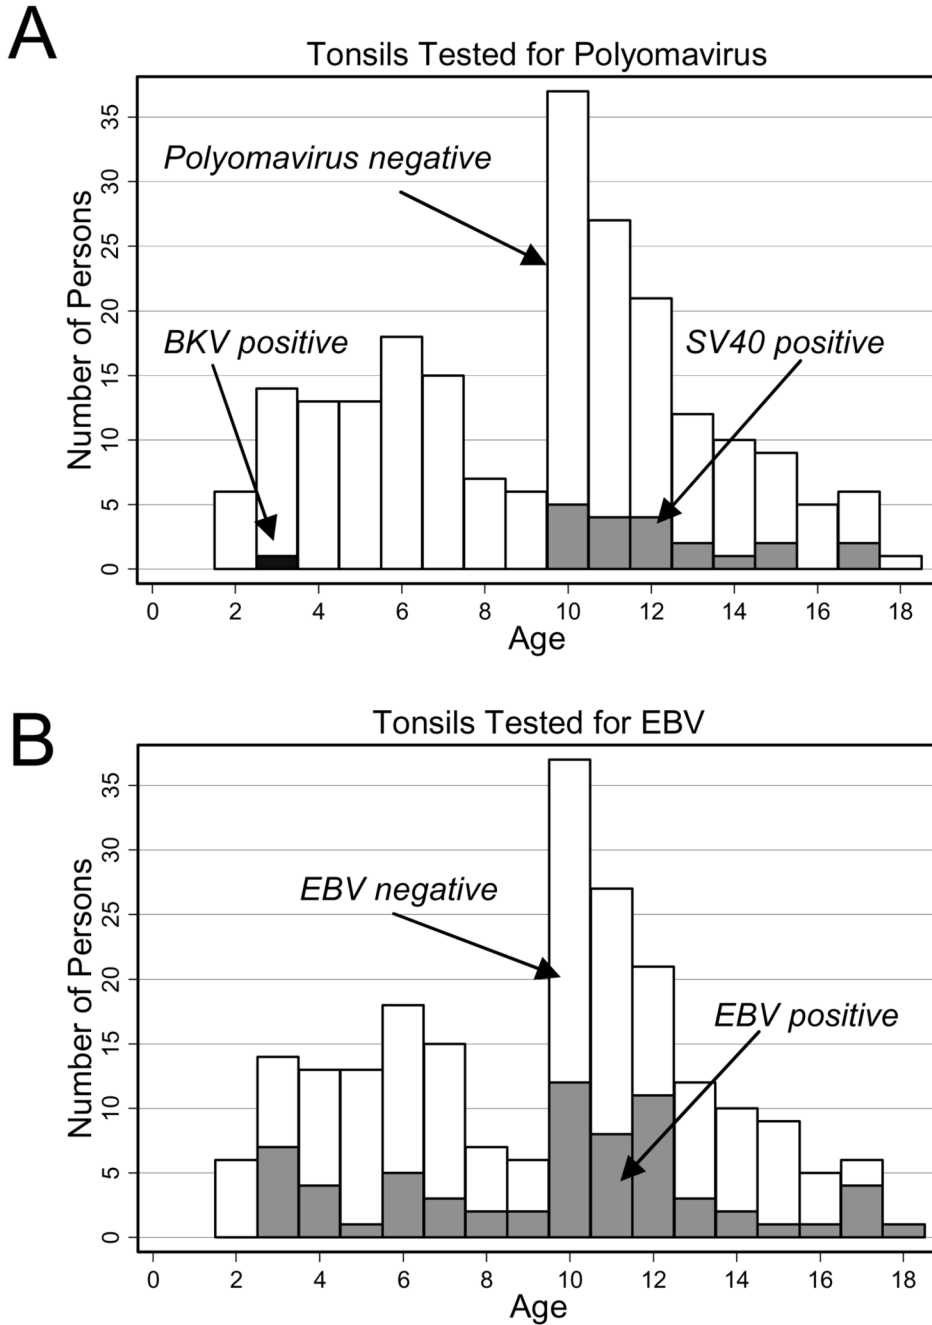 A
Tonsils Tested for Polyomavirus
Number of Persons
35
30
25
20
15
10
5
0
Polyomavirus negative
BKV positive
SV40 positive
0 2 4 6 8 10 12 14 16 18
Age
B
Tonsils Tested for EBV
Number of Persons
35
30
25
20
15
10
5
0
EBV negative
EBV positive
0 2 4 6 8 10 12 14 16 18
Age